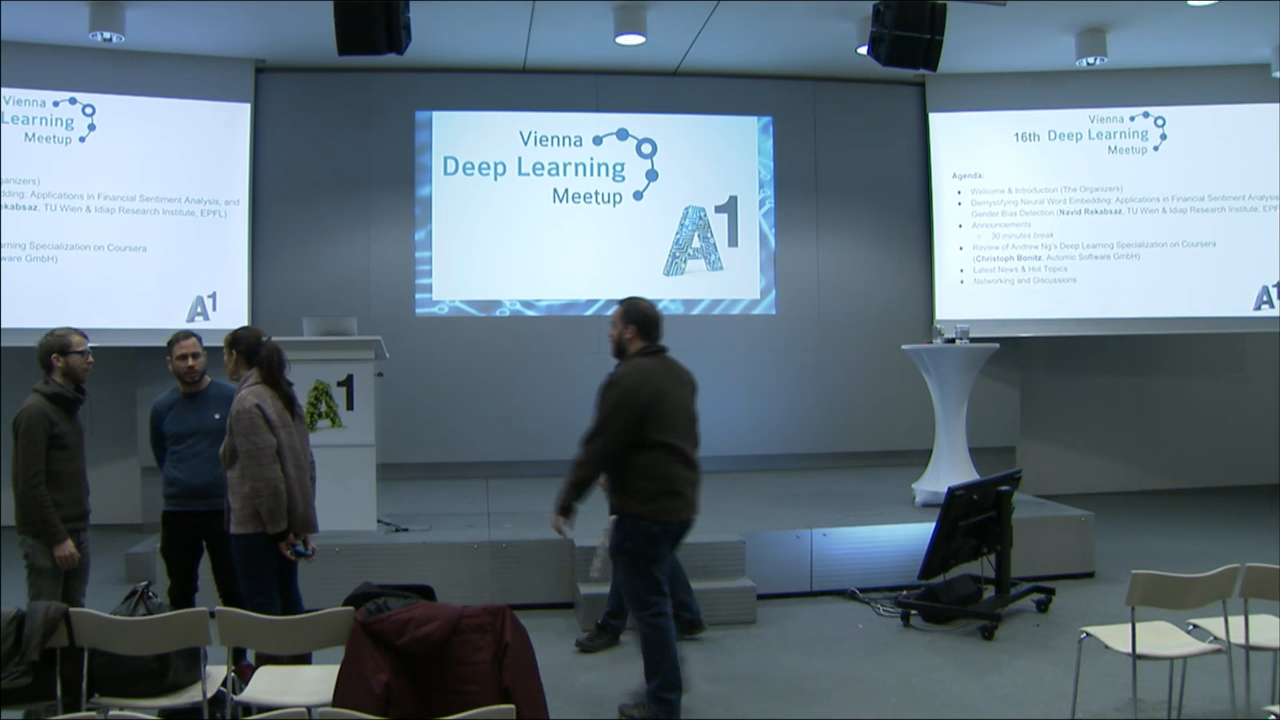 Vienna
Learning
Meetup
ganizers)
dding: Applications in Financial Sentiment Analysis, and
ekabsaz, TU Wien & Idiap Research Institute, EPFL)
arning Specialization on Coursera
ware GmbH)
A1
A1
Vienna
Deep Learning
Meetup
A1
Vienna
16th Deep Learning
Meetup
Agenda:
• Welcome & Introduction (The Organizers)
• Demystifying Neural Word Embedding: Applications in Financial Sentiment Analysis
Gender Bias Detection (Navid Rekabsaz, TU Wien & Idiap Research Institute, EPF
• Announcements
○ 30 minutes break
• Review of Andrew Ng's Deep Learning Specialization on Coursera
(Christoph Bonitz, Automic Software GmbH)
• Latest News & Hot Topics
• Networking and Discussions
A1